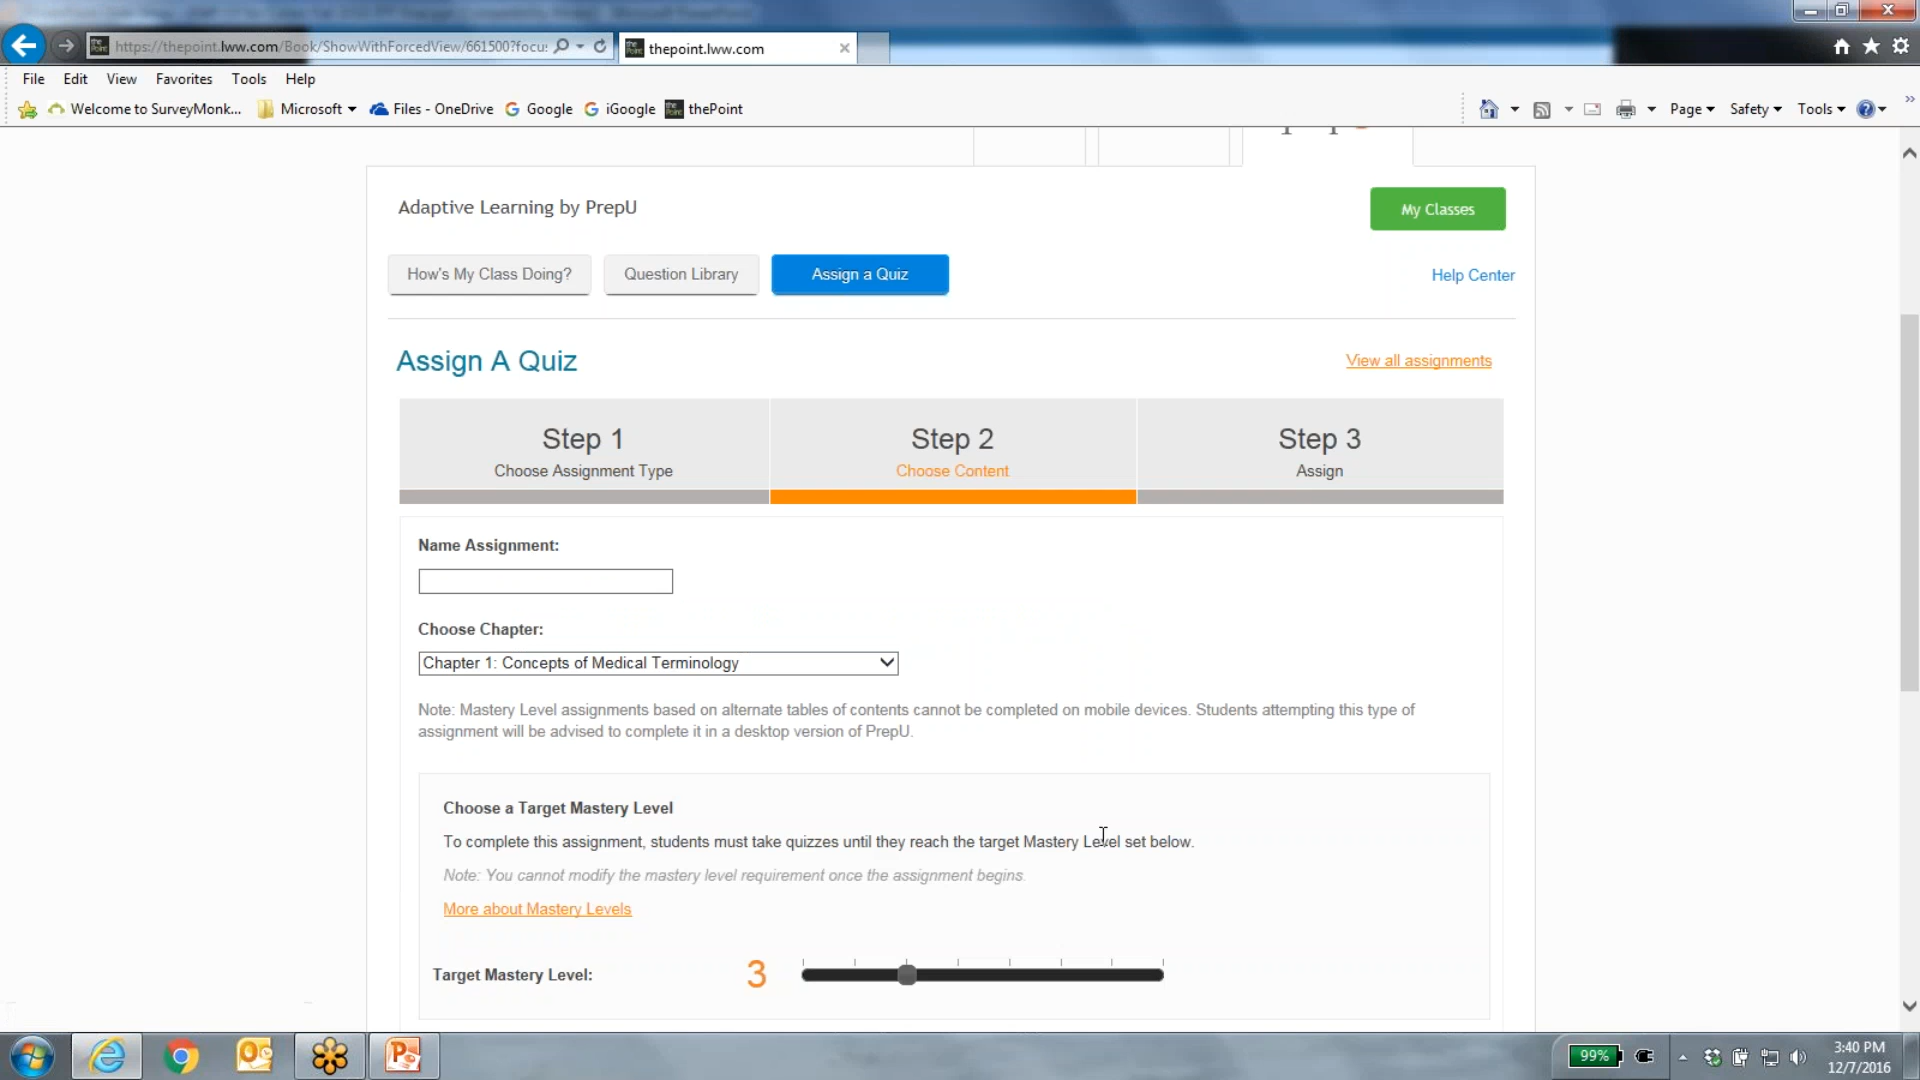 https://thepoint.lww.com/Book/ShowWithForcedView/661500?focu:
thepoint.lww.com
File Edit View Favorites Tools Help
Welcome to SurveyMonk... Microsoft Files - OneDrive Google iGoogle thePoint
Page Safety Tools
Adaptive Learning by PrepU
My Classes
How's My Class Doing? Question Library Assign a Quiz
Help Center
Assign A Quiz
View all assignments
Step 1 Step 2 Step 3
Choose Assignment Type Choose Content Assign
Name Assignment:
Choose Chapter:
Chapter 1: Concepts of Medical Terminology
Note: Mastery Level assignments based on alternate tables of contents cannot be completed on mobile devices. Students attempting this type of
assignment will be advised to complete it in a desktop version of PrepU.
Choose a Target Mastery Level
To complete this assignment, students must take quizzes until they reach the target Mastery Level set below.
Note: You cannot modify the mastery level requirement once the assignment begins.
More about Mastery Levels
Target Mastery Level: 3
99%
3:40 PM
12/7/2016